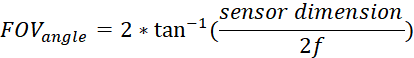 FOV_angle = 2 * tan⁻¹(sensor dimension / 2f)